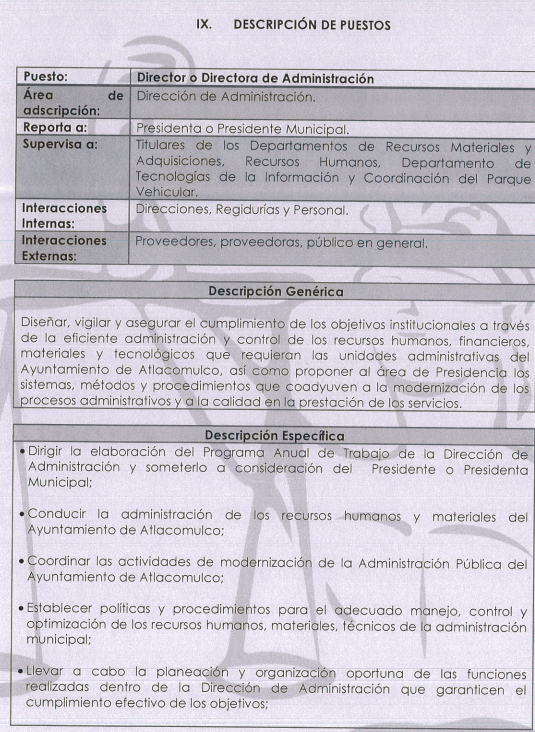 IX. DESCRIPCIÓN DE PUESTOS
Puesto: Director o Directora de Administración
Área de Dirección de Administración.
adscripción:
Reporta a: Presidenta o Presidente Municipal.
Supervisa a: Titulares de los Departamentos de Recursos Materiales y
Adquisiciones, Recursos Humanos, Departamento de
Tecnologías de la Información y Coordinación del Parque
Vehicular.
Interacciones Direcciones, Regidurías y Personal.
Internas:
Interacciones Proveedores, proveedoras, público en general.
Externas:
Descripción Genérica
Diseñar, vigilar y asegurar el cumplimiento de los objetivos institucionales a través
de la eficiente administración y control de los recursos humanos, financieros,
materiales y tecnológicos que requieran las unidades administrativas del
Ayuntamiento de Atlacomulco, así como proponer al área de Presidencia los
sistemas, métodos y procedimientos que coadyuven a la modernización de los
procesos administrativos y a la calidad en la prestación de los servicios.
Descripción Específica
• Dirigir la elaboración del Programa Anual de Trabajo de la Dirección de
Administración y someterlo a consideración del Presidente o Presidenta
Municipal;
• Conducir la administración de los recursos humanos y materiales del
Ayuntamiento de Atlacomulco;
• Coordinar las actividades de modernización de la Administración Pública del
Ayuntamiento de Atlacomulco;
• Establecer políticas y procedimientos para el adecuado manejo, control y
optimización de los recursos humanos, materiales, técnicos de la administración
municipal;
• Llevar a cabo la planeación y organización oportuna de las funciones
realizadas dentro de la Dirección de Administración que garanticen el
cumplimiento efectivo de los objetivos;